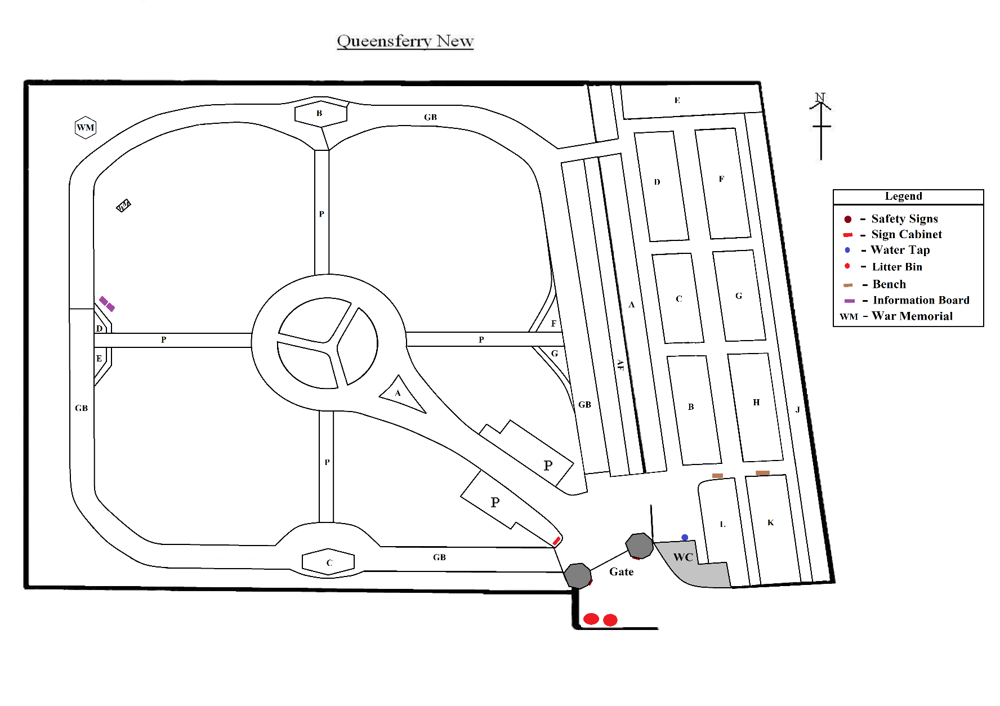 Queensferry New
N
E
WM
B
GB
D
F
Legend
- Safety Signs
- Sign Cabinet
- Water Tap
- Litter Bin
- Bench
- Information Board
WM - War Memorial
WM
P
C
G
A
D
F
P
P
E
G
AF
A
GB
GB
B
H
J
P
P
P
L
K
GB
C
WC
Gate